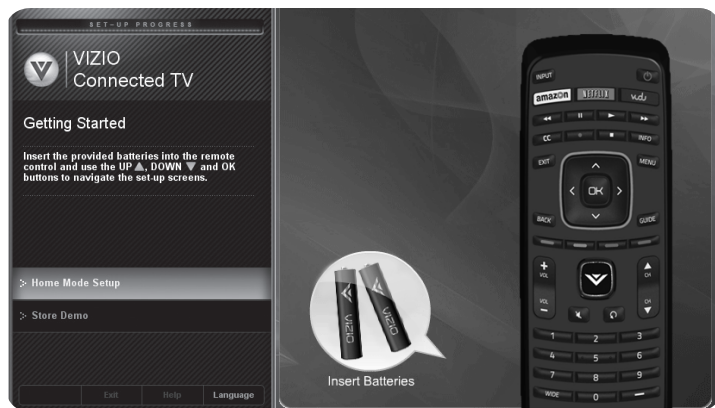 SET-UP PROGRESS
V
VIZIO
Connected TV
Getting Started
Insert the provided batteries into the remote
control and use the UP ▲, DOWN ▼ and OK
buttons to navigate the set-up screens.
Home Mode Setup
Store Demo
Exit Help Language
VIZIO
VIZIO
Insert Batteries
INPUT
amazon NETFLIX vudu
CC INFO
EXIT MENU
OK
BACK GUIDE
+
VOL CH
V
VOL CH
−
1 2 3
4 5 6
7 8 9
WIDE 0 —